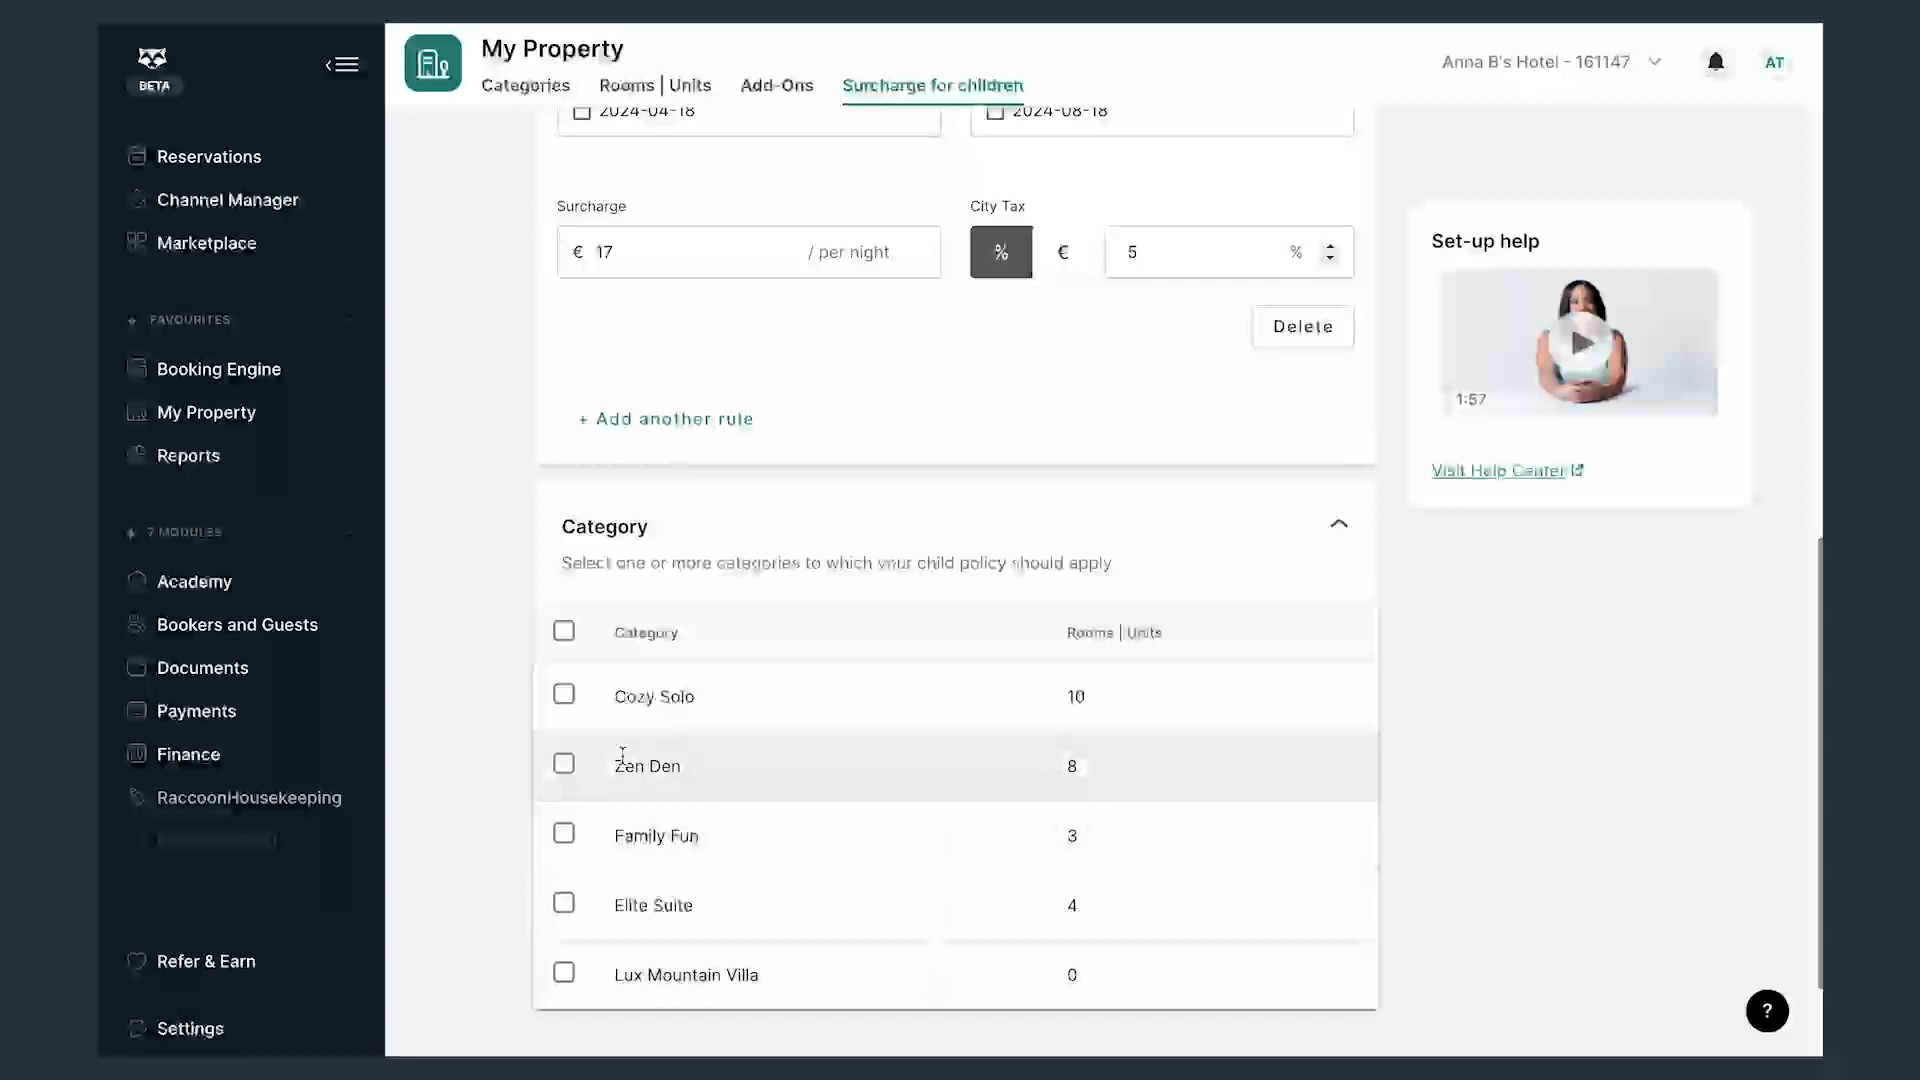 BETA
Reservations
Channel Manager
Marketplace
FAVOURITES
Booking Engine
My Property
Reports
7 MODULES
Academy
Bookers and Guests
Documents
Payments
Finance
RaccoonHousekeeping
Refer & Earn
Settings
My Property
Categories Rooms | Units Add-Ons Surcharge for children
Anna B's Hotel - 161147
AT
2024-04-18 2024-08-18
Surcharge City Tax
€ 17 / per night % € 5 %
Delete
+ Add another rule
Category
Select one or more categories to which your child policy should apply
Category Rooms | Units
Cozy Solo 10
Zen Den 8
Family Fun 3
Elite Suite 4
Lux Mountain Villa 0
Set-up help
1:57
Visit Help Center
?